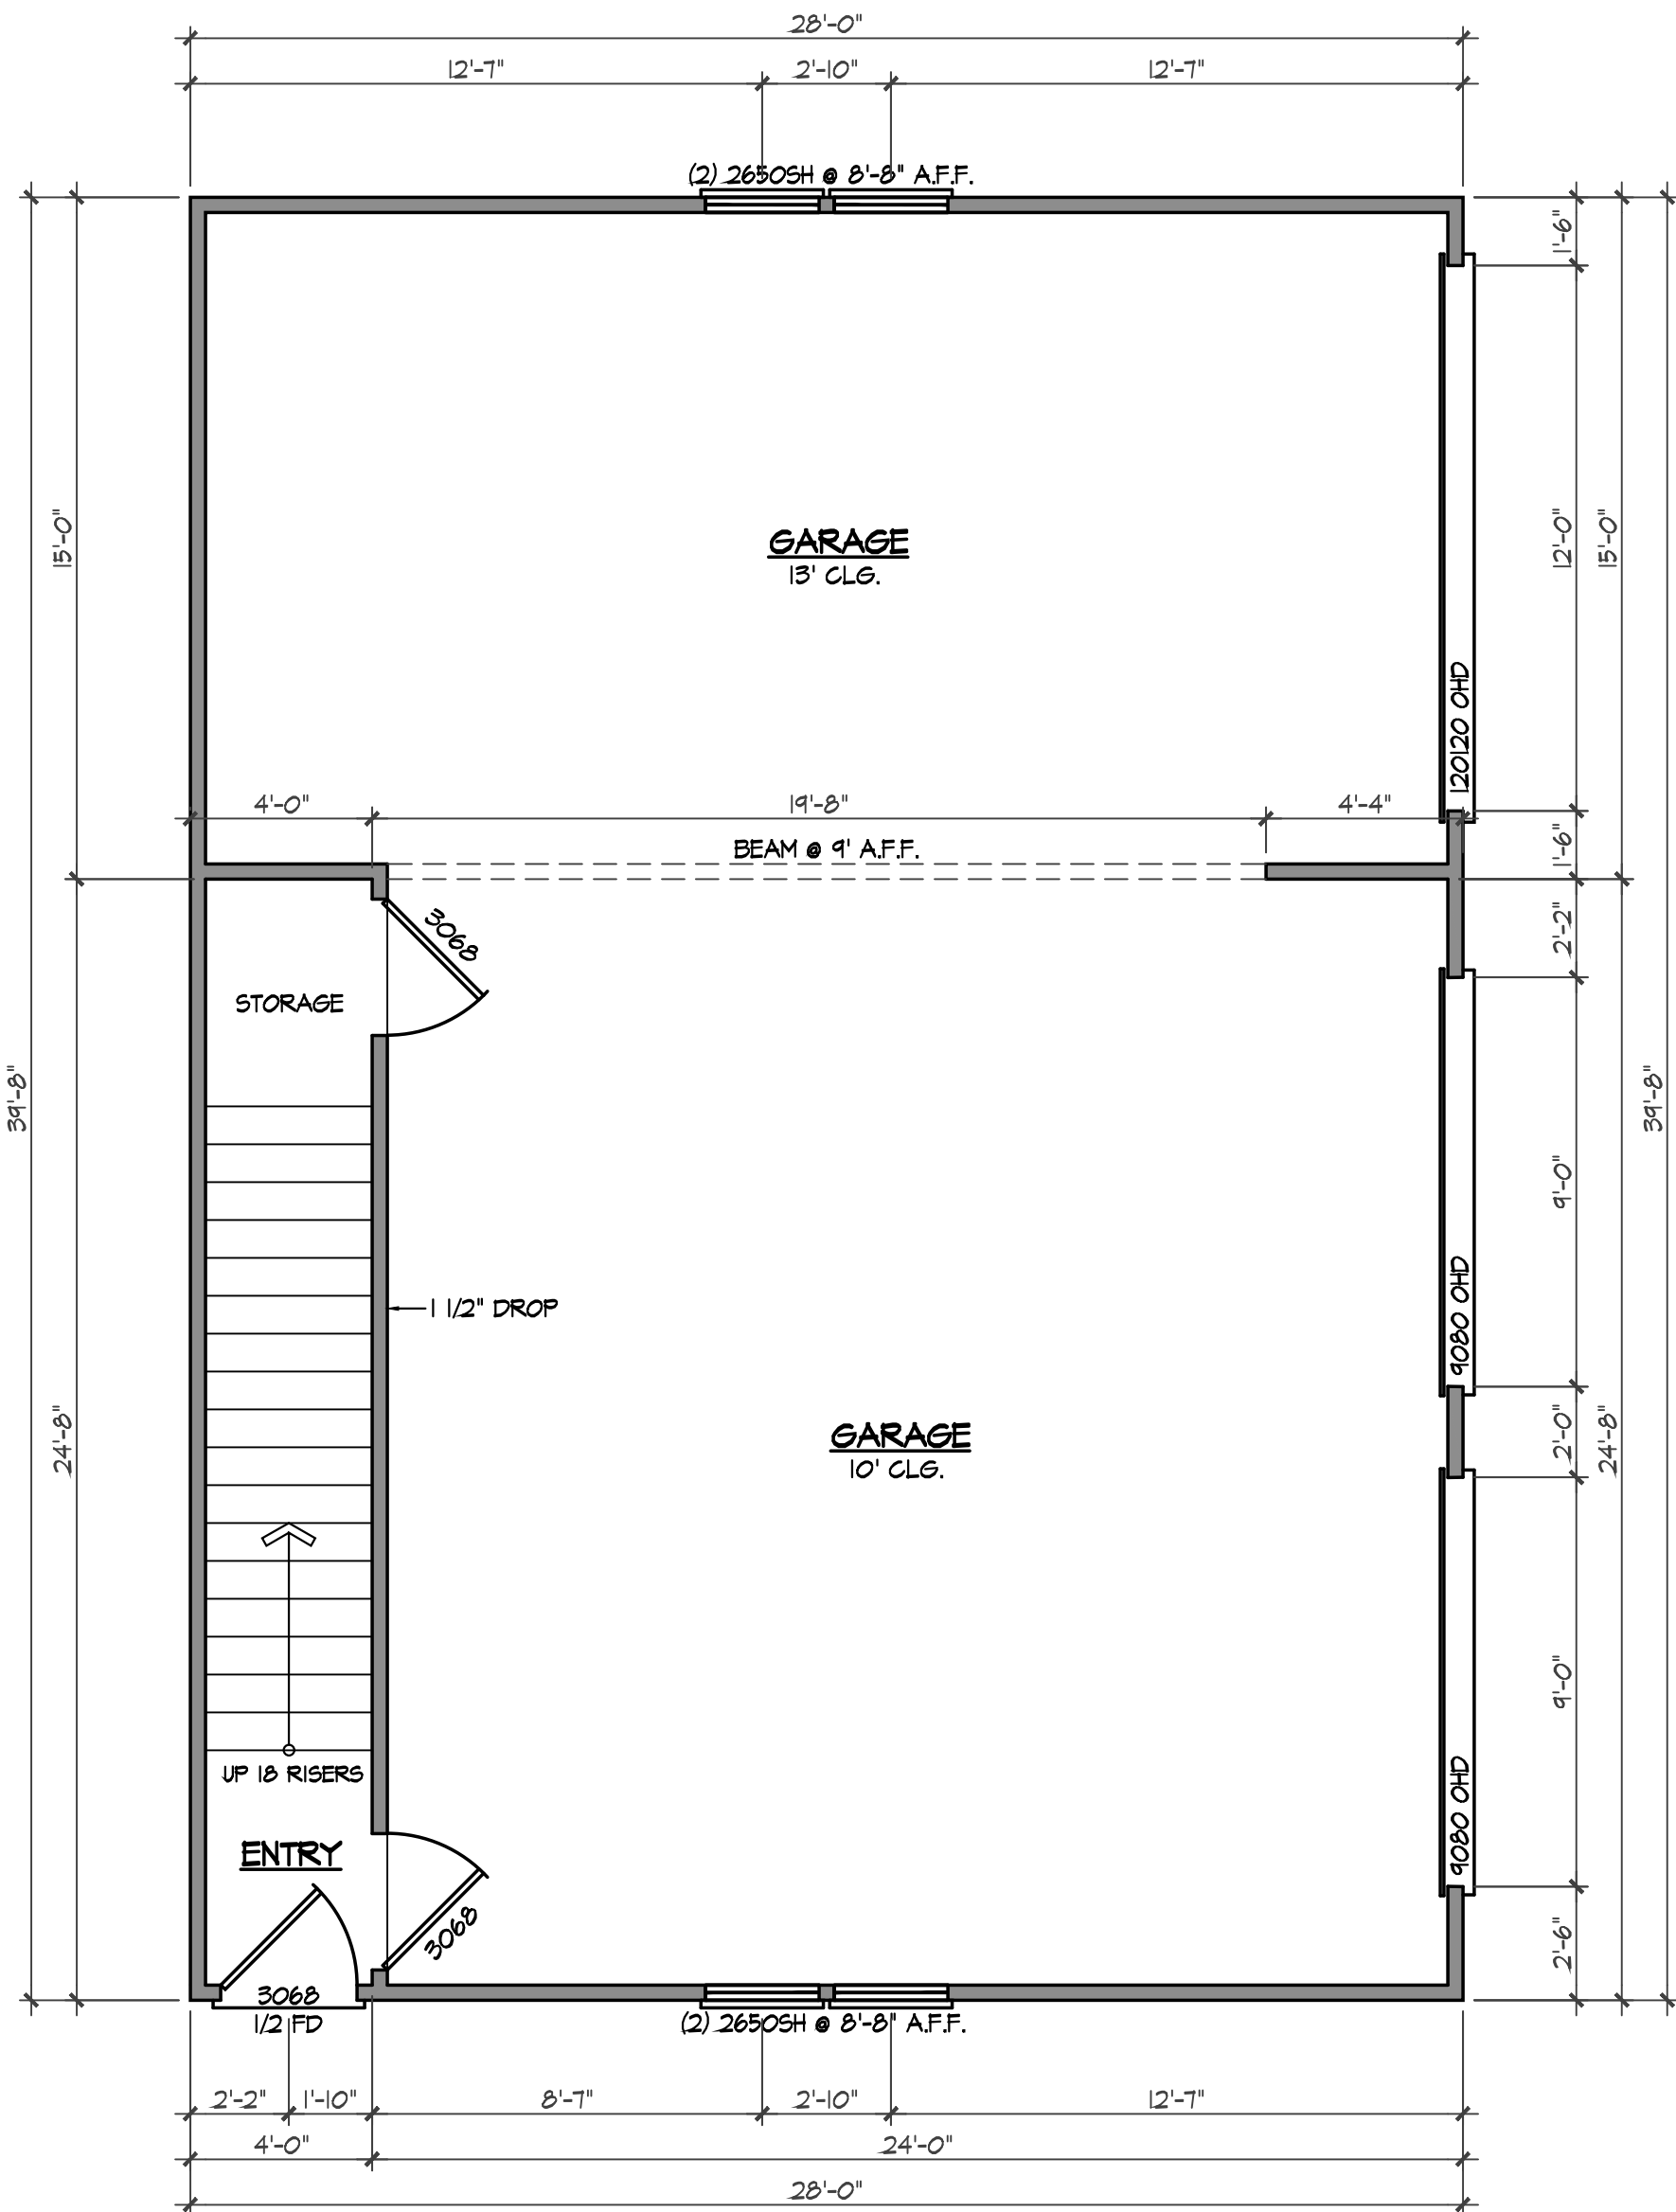 28'-0"
12'-7"
2'-10"
12'-7"
(2) 2650SH @ 8'-8" A.F.F.
1'-6"
15'-0"
GARAGE
13' CLG.
12'-0"
15'-0"
12O12O OHD
4'-0"
19'-8"
4'-4"
BEAM @ 9' A.F.F.
1'-6"
3068
2'-2"
STORAGE
39'-8"
39'-8"
9'-0"
9080 OHD
1 1/2" DROP
24'-8"
GARAGE
10' CLG.
2'-0"
24'-8"
9'-0"
UP 18 RISERS
9080 OHD
ENTRY
3068
2'-6"
3068
1/2 FD
(2) 2650SH @ 8'-8" A.F.F.
2'-2"
1'-10"
8'-7"
2'-10"
12'-7"
4'-0"
24'-0"
28'-0"